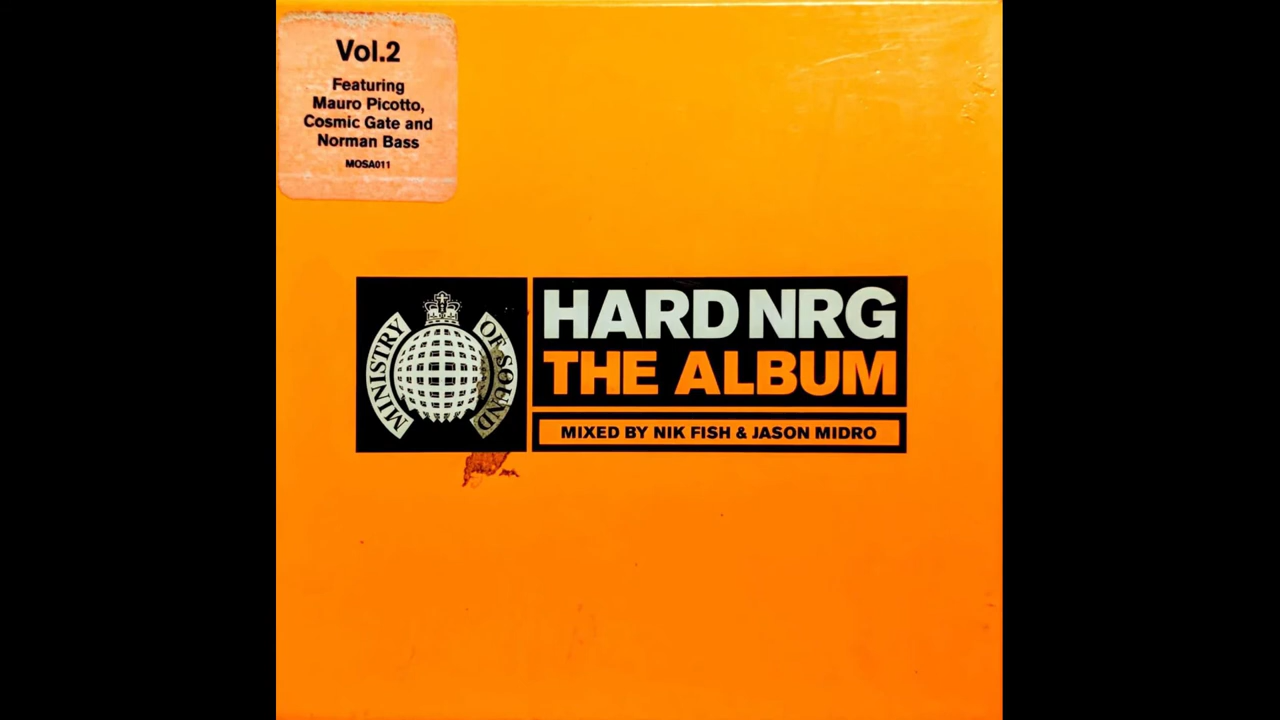 Vol.2
Featuring
Mauro Picotto,
Cosmic Gate and
Norman Bass
MOSA011
MINISTRY OF SOUND
HARD NRG
THE ALBUM
MIXED BY NIK FISH & JASON MIDRO